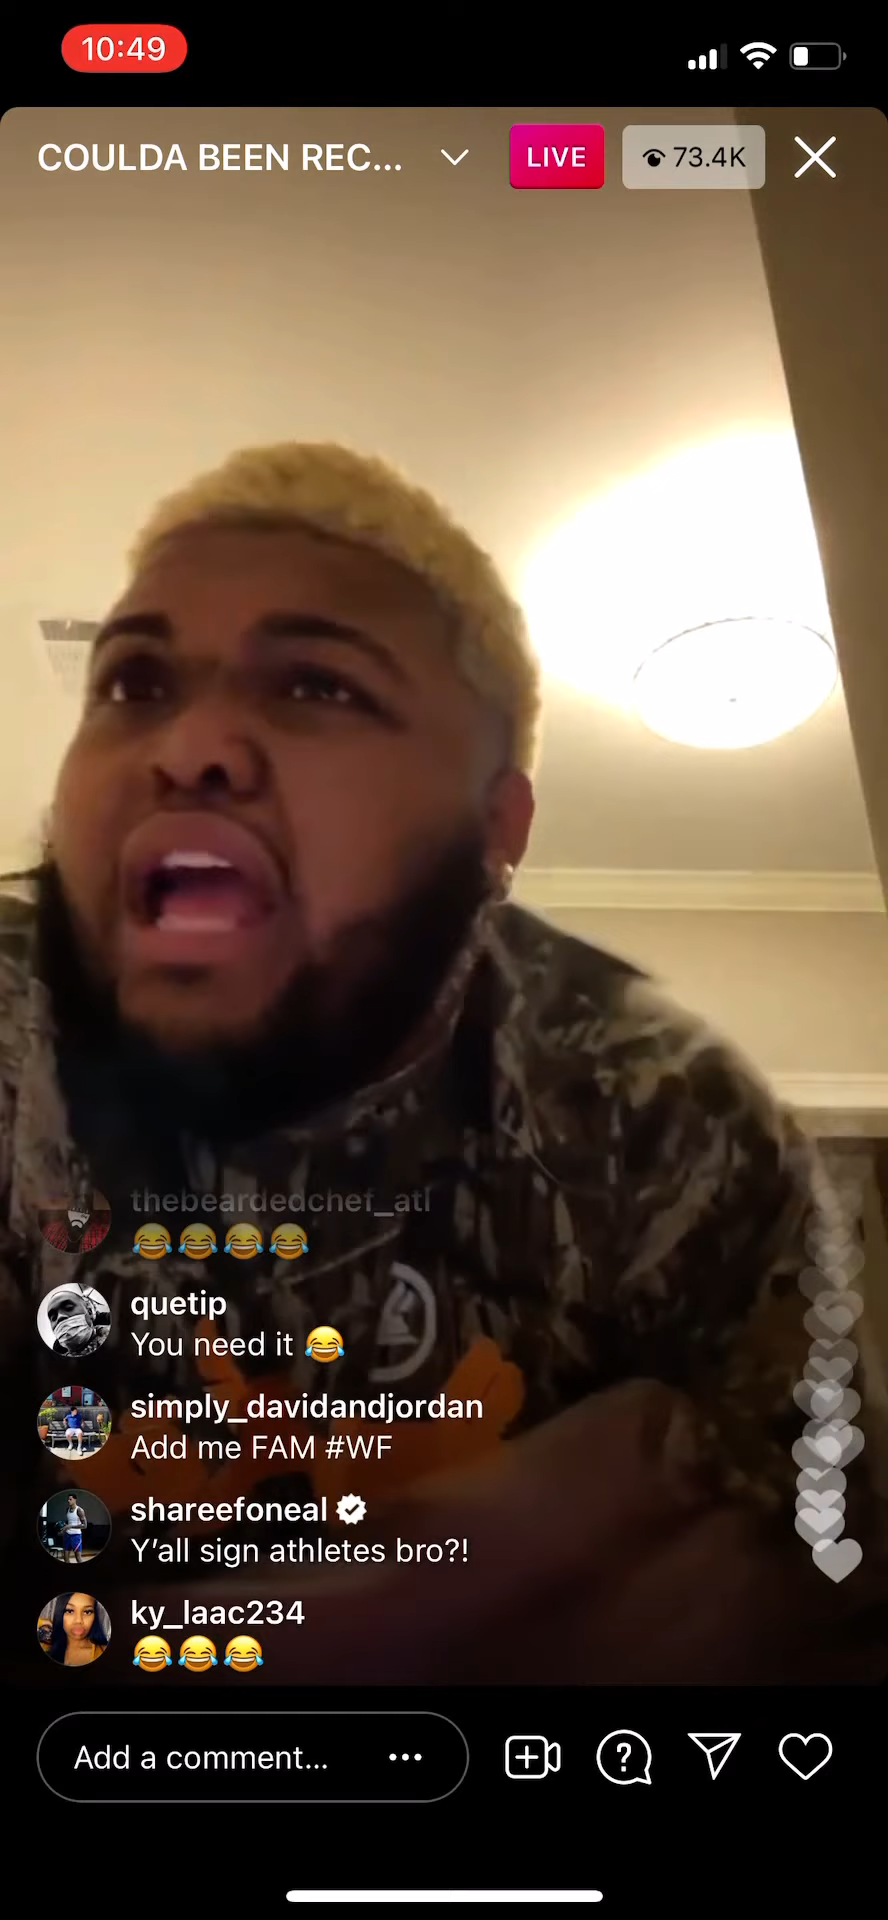 10:49
COULDA BEEN REC...
LIVE
73.4K
thebeardedchef_atl
😂😂😂😂
quetip
You need it 😂
simply_davidandjordan
Add me FAM #WF
shareefoneal
Y'all sign athletes bro?!
ky_laac234
😂😂😂
Add a comment...